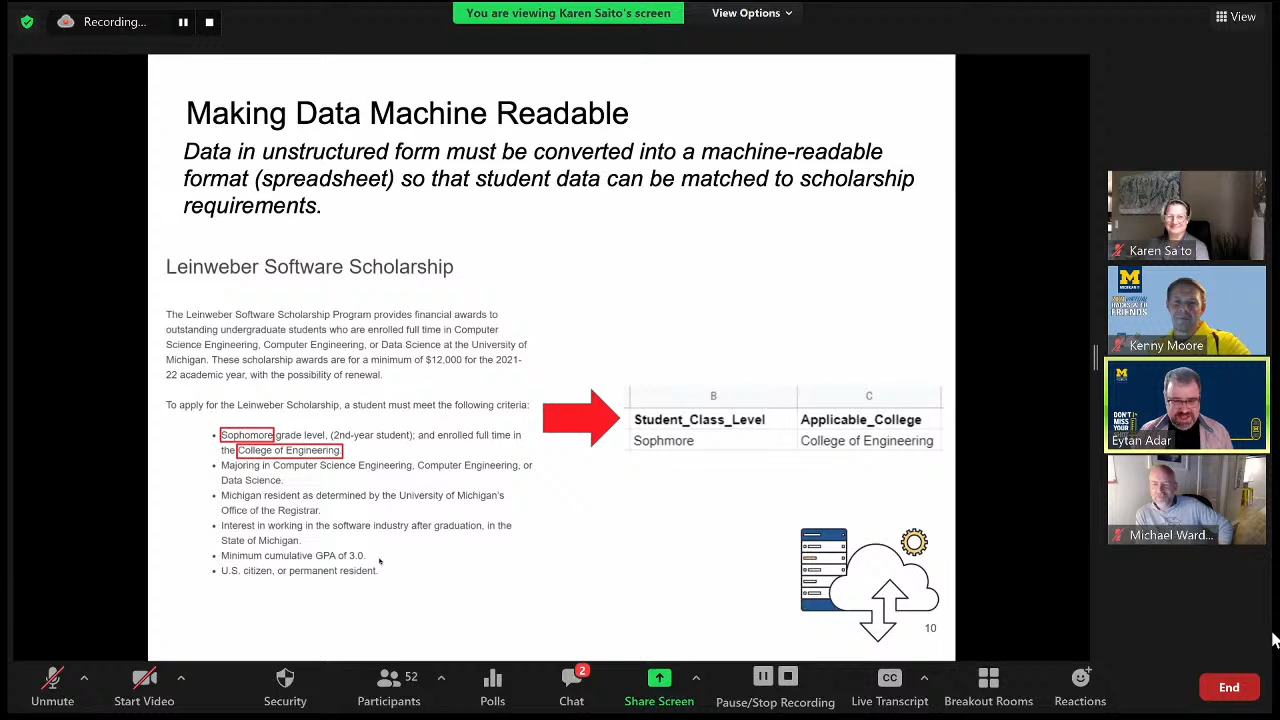 Recording...
You are viewing Karen Saito's screen
View Options
View
Making Data Machine Readable
Data in unstructured form must be converted into a machine-readable
format (spreadsheet) so that student data can be matched to scholarship
requirements.
Leinweber Software Scholarship
The Leinweber Software Scholarship Program provides financial awards to
outstanding undergraduate students who are enrolled full time in Computer
Science Engineering, Computer Engineering, or Data Science at the University of
Michigan. These scholarship awards are for a minimum of $12,000 for the 2021-
22 academic year, with the possibility of renewal.
To apply for the Leinweber Scholarship, a student must meet the following criteria:
• Sophomore grade level, (2nd-year student); and enrolled full time in
the College of Engineering.
• Majoring in Computer Science Engineering, Computer Engineering, or
Data Science.
• Michigan resident as determined by the University of Michigan's
Office of the Registrar.
• Interest in working in the software industry after graduation, in the
State of Michigan.
• Minimum cumulative GPA of 3.0.
• U.S. citizen, or permanent resident.
B C
Student_Class_Level Applicable_College
Sophmore College of Engineering
10
Karen Saito
M
FRIENDS
Kenny Moore
M
DON'T
MISS
YOUR
Eytan Adar
Michael Ward...
Unmute
Start Video
Security
52
Participants
Polls
2
Chat
Share Screen
Pause/Stop Recording
CC
Live Transcript
Breakout Rooms
Reactions
End